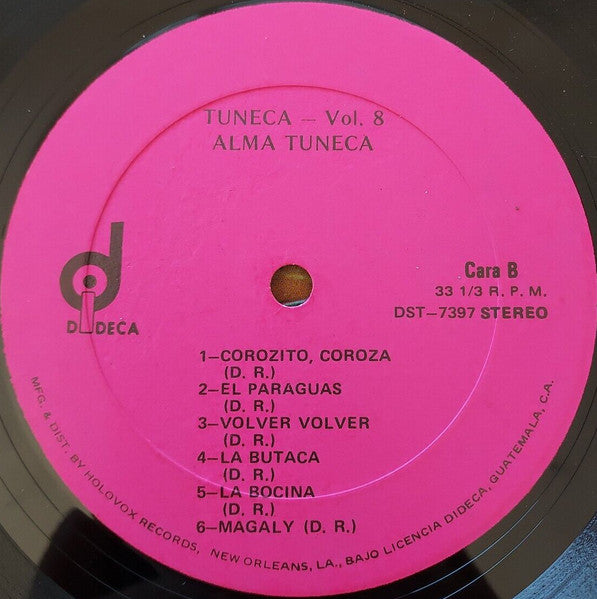 TUNECA — Vol. 8
ALMA TUNECA
DIDECA
Cara B
33 1/3 R. P. M.
DST-7397 STEREO
1—COROZITO, COROZA
(D. R.)
2—EL PARAGUAS
(D. R.)
3—VOLVER VOLVER
(D. R.)
4—LA BUTACA
(D. R.)
5—LA BOCINA
(D. R.)
6—MAGALY (D. R.)
MFG. & DIST. BY HOLOVOX RECORDS, NEW ORLEANS, LA., BAJO LICENCIA DIDECA, GUATEMALA, C.A.